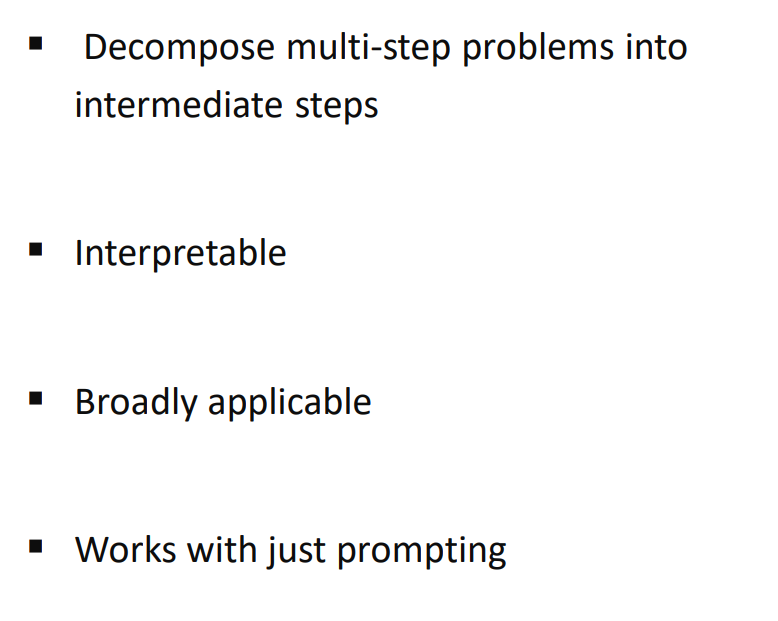 ▪ Decompose multi-step problems into
intermediate steps
▪ Interpretable
▪ Broadly applicable
▪ Works with just prompting